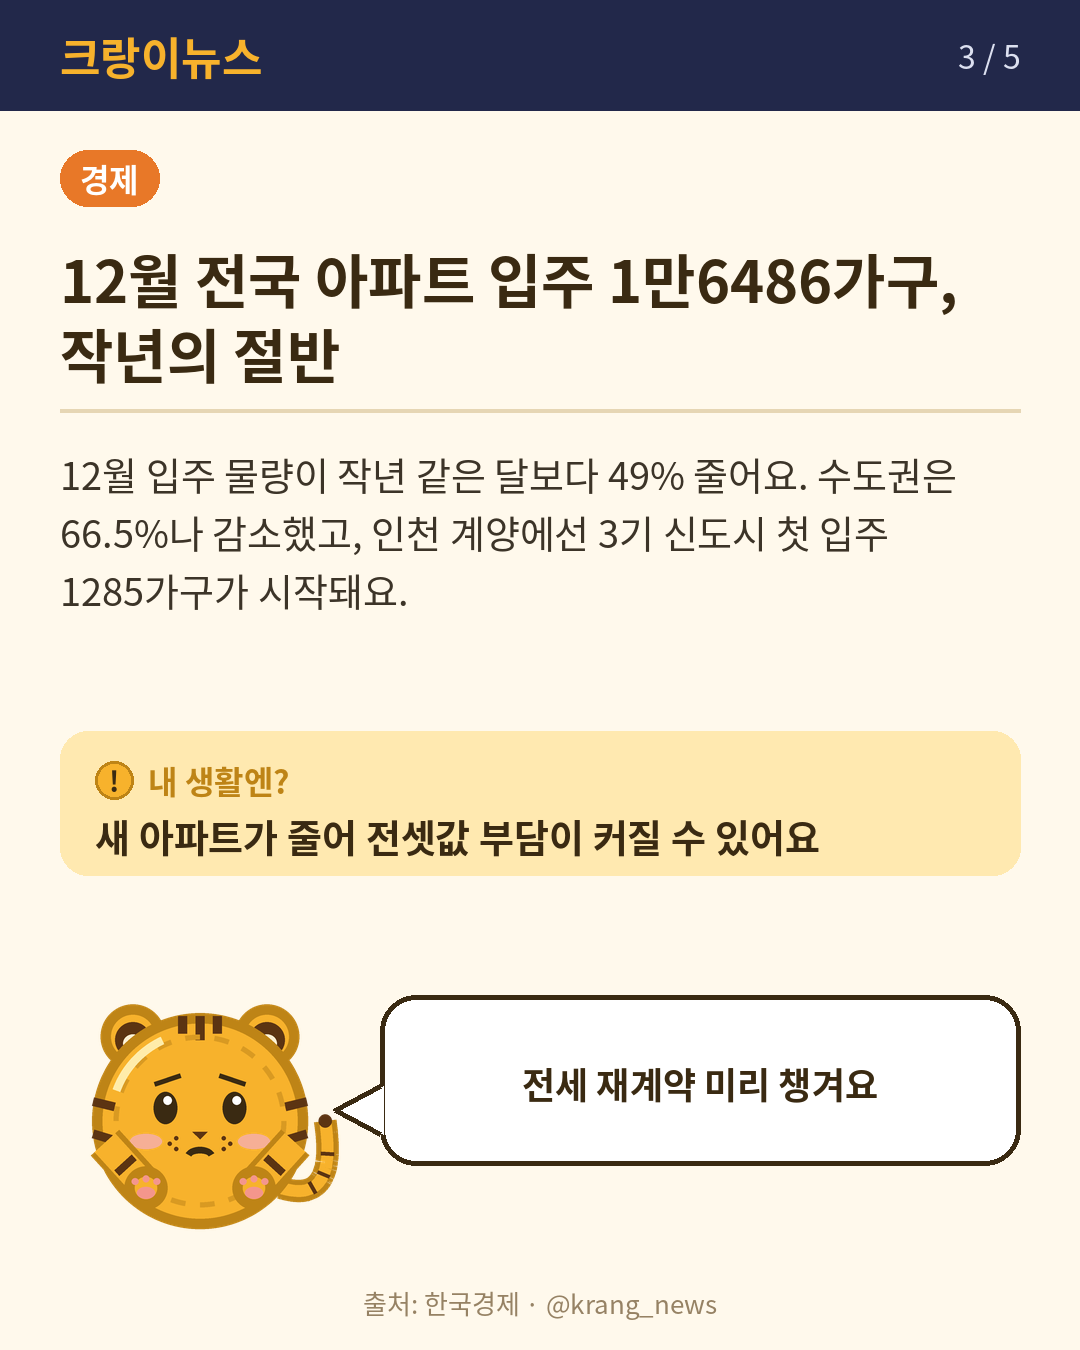 크랑이뉴스
3 / 5
경제
12월 전국 아파트 입주 1만6486가구,
작년의 절반
12월 입주 물량이 작년 같은 달보다 49% 줄어요. 수도권은
66.5%나 감소했고, 인천 계양에선 3기 신도시 첫 입주
1285가구가 시작돼요.
! 내 생활엔?
새 아파트가 줄어 전셋값 부담이 커질 수 있어요
전세 재계약 미리 챙겨요
출처: 한국경제 · @krang_news